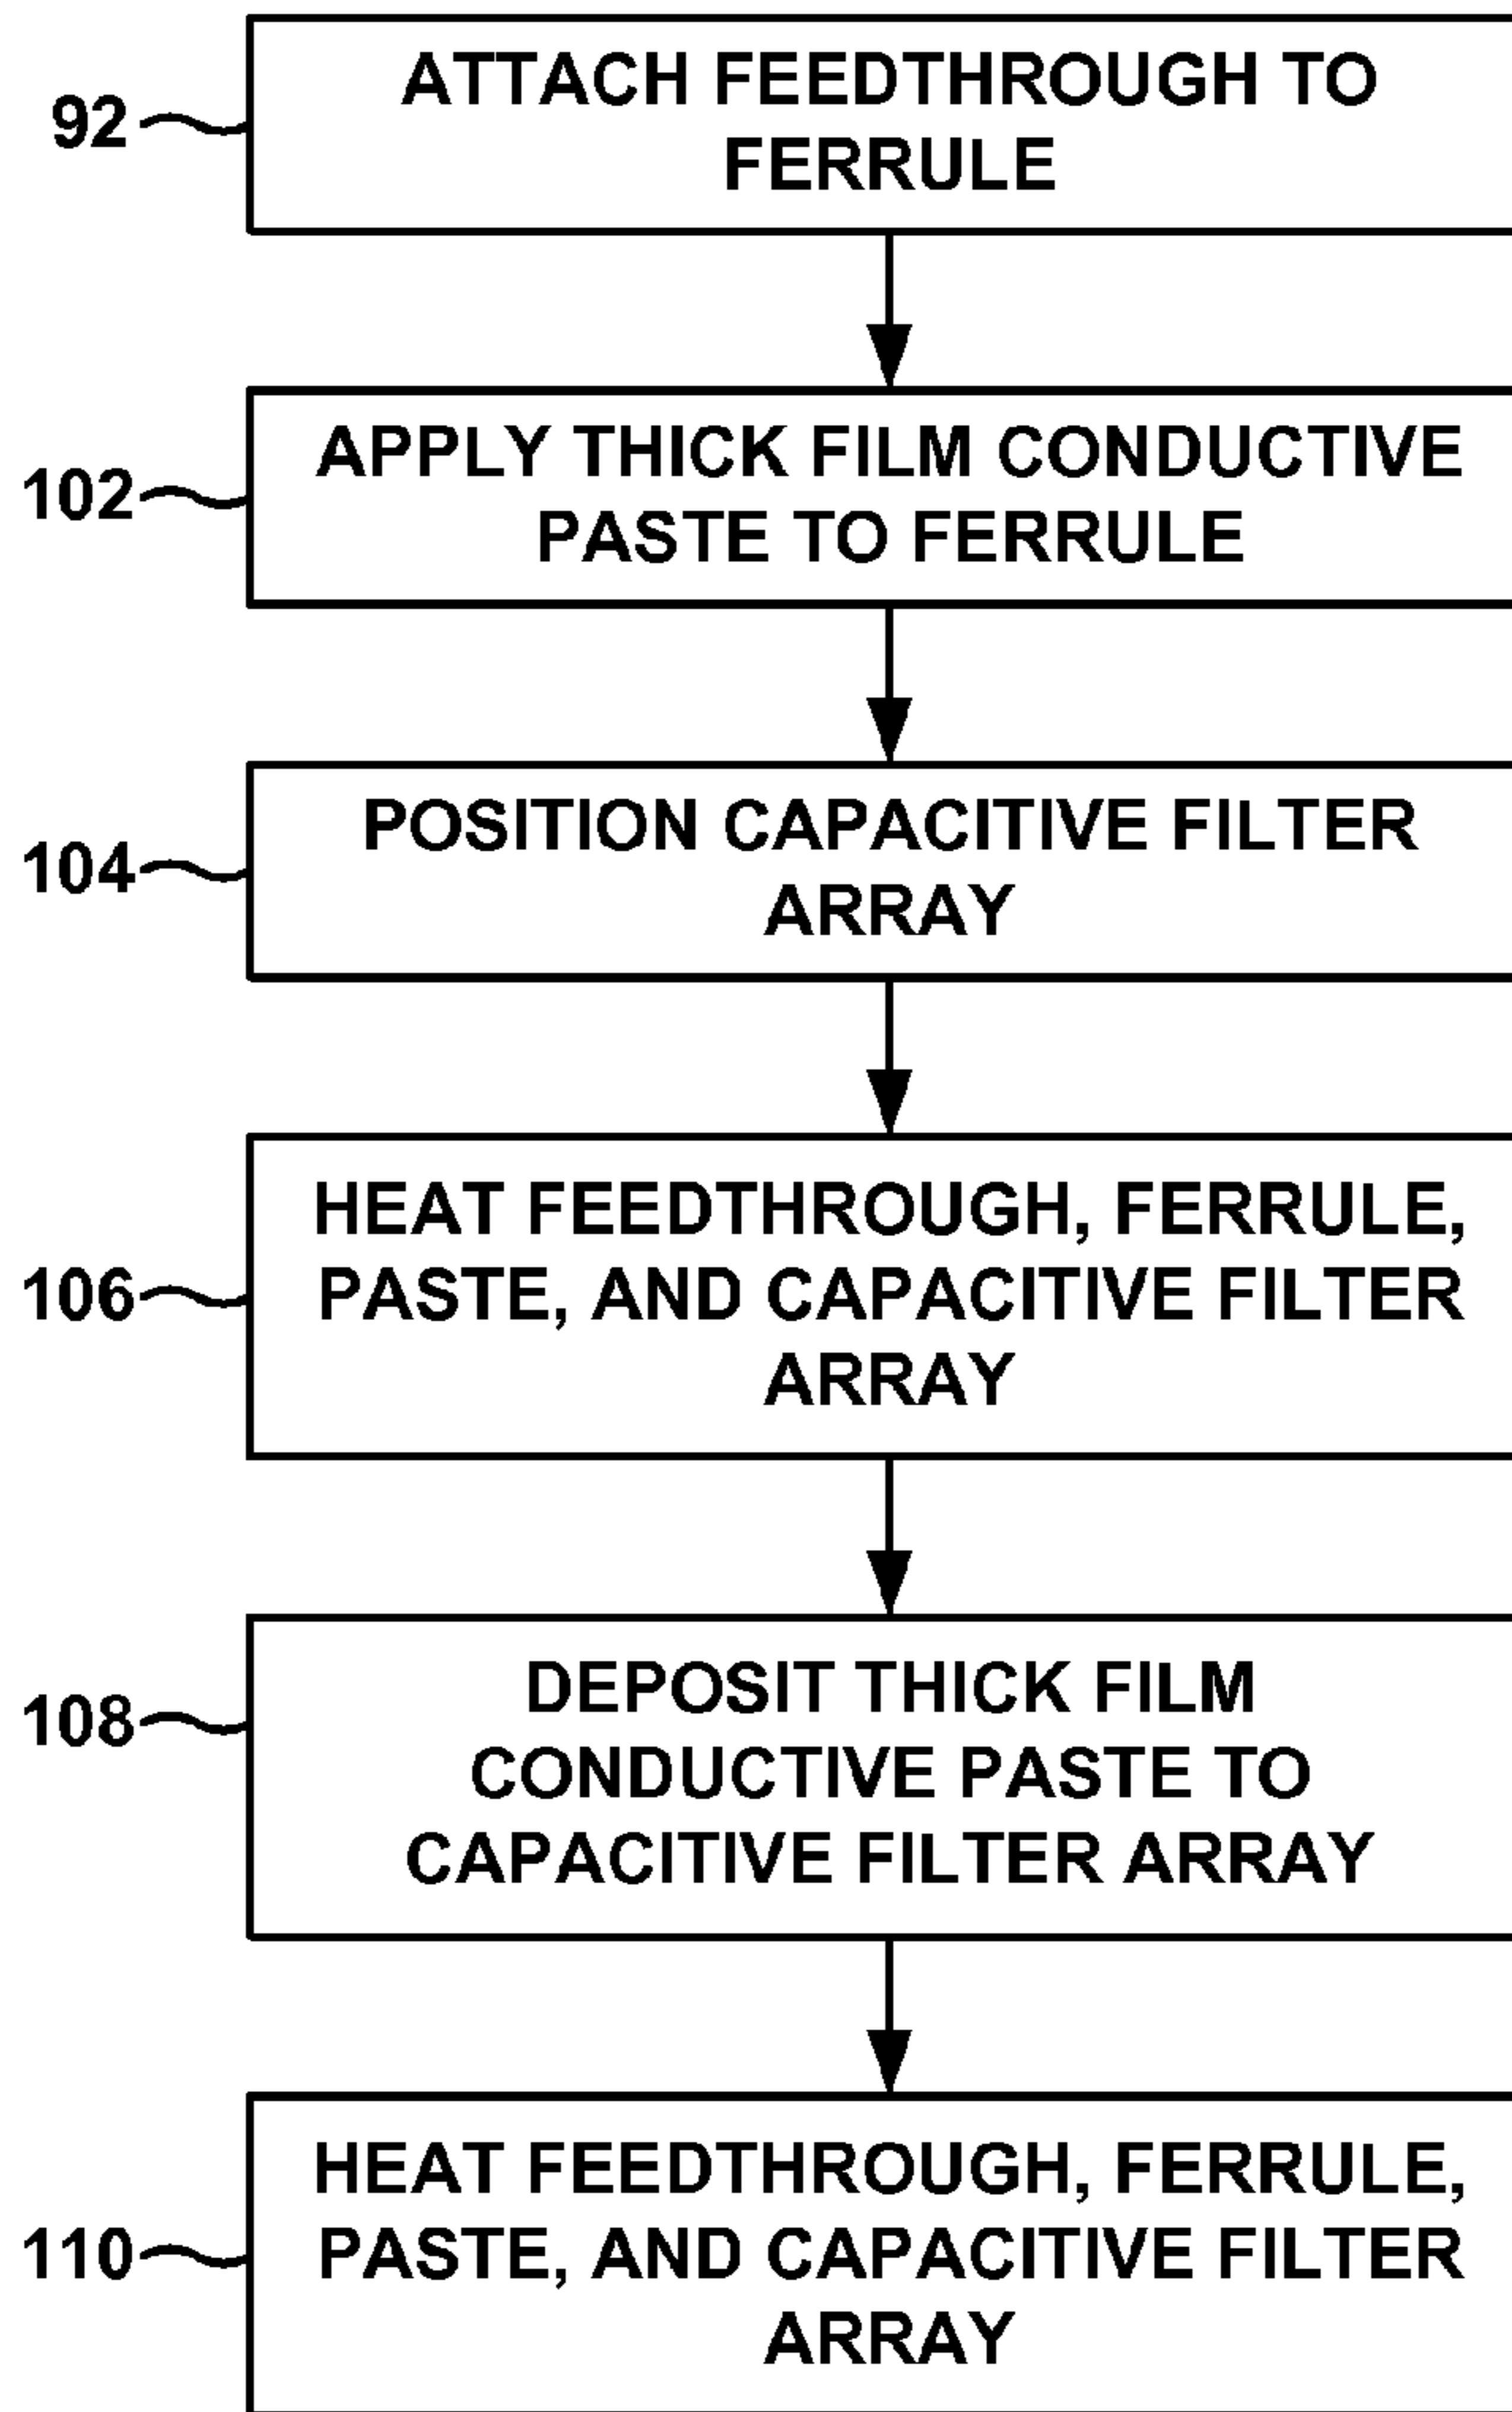 92
ATTACH FEEDTHROUGH TO
FERRULE
102
APPLY THICK FILM CONDUCTIVE
PASTE TO FERRULE
104
POSITION CAPACITIVE FILTER
ARRAY
106
HEAT FEEDTHROUGH, FERRULE,
PASTE, AND CAPACITIVE FILTER
ARRAY
108
DEPOSIT THICK FILM
CONDUCTIVE PASTE TO
CAPACITIVE FILTER ARRAY
110
HEAT FEEDTHROUGH, FERRULE,
PASTE, AND CAPACITIVE FILTER
ARRAY